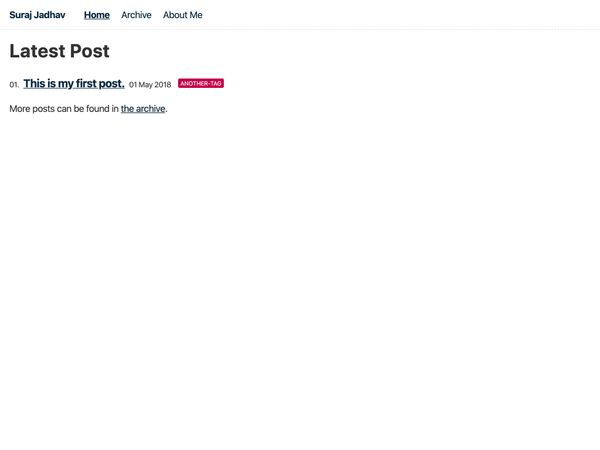 Suraj Jadhav Home Archive About Me
Latest Post
01. This is my first post. 01 May 2018 ANOTHER-TAG
More posts can be found in the archive.